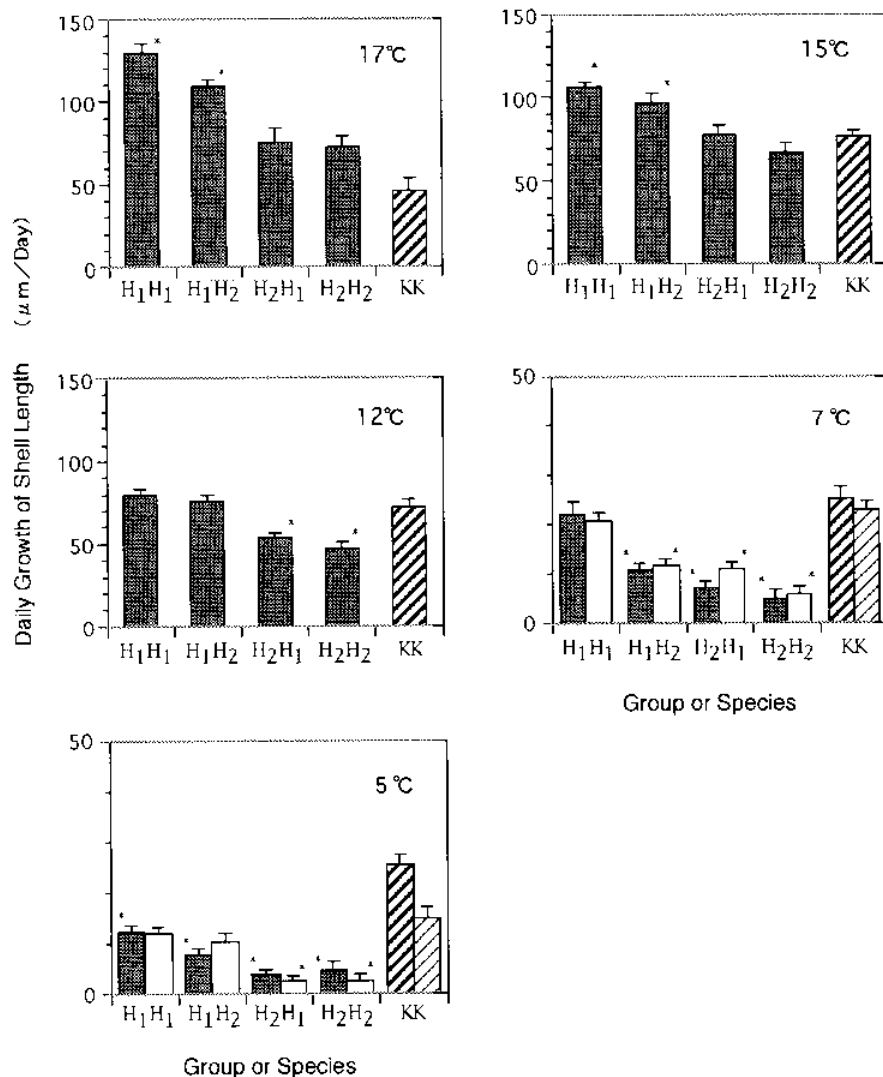 Daily Growth of Shell Length (μm/Day)
150
100
50
0
17℃
* *
H₁H₁ H₁H₂ H₂H₁ H₂H₂ KK
150
100
50
0
15℃
* *
H₁H₁ H₁H₂ H₂H₁ H₂H₂ KK
150
100
50
0
12℃
* *
H₁H₁ H₁H₂ H₂H₁ H₂H₂ KK
50
0
7℃
* * * * * *
H₁H₁ H₁H₂ H₂H₁ H₂H₂ KK
Group or Species
50
0
5℃
* * * * * *
H₁H₁ H₁H₂ H₂H₁ H₂H₂ KK
Group or Species